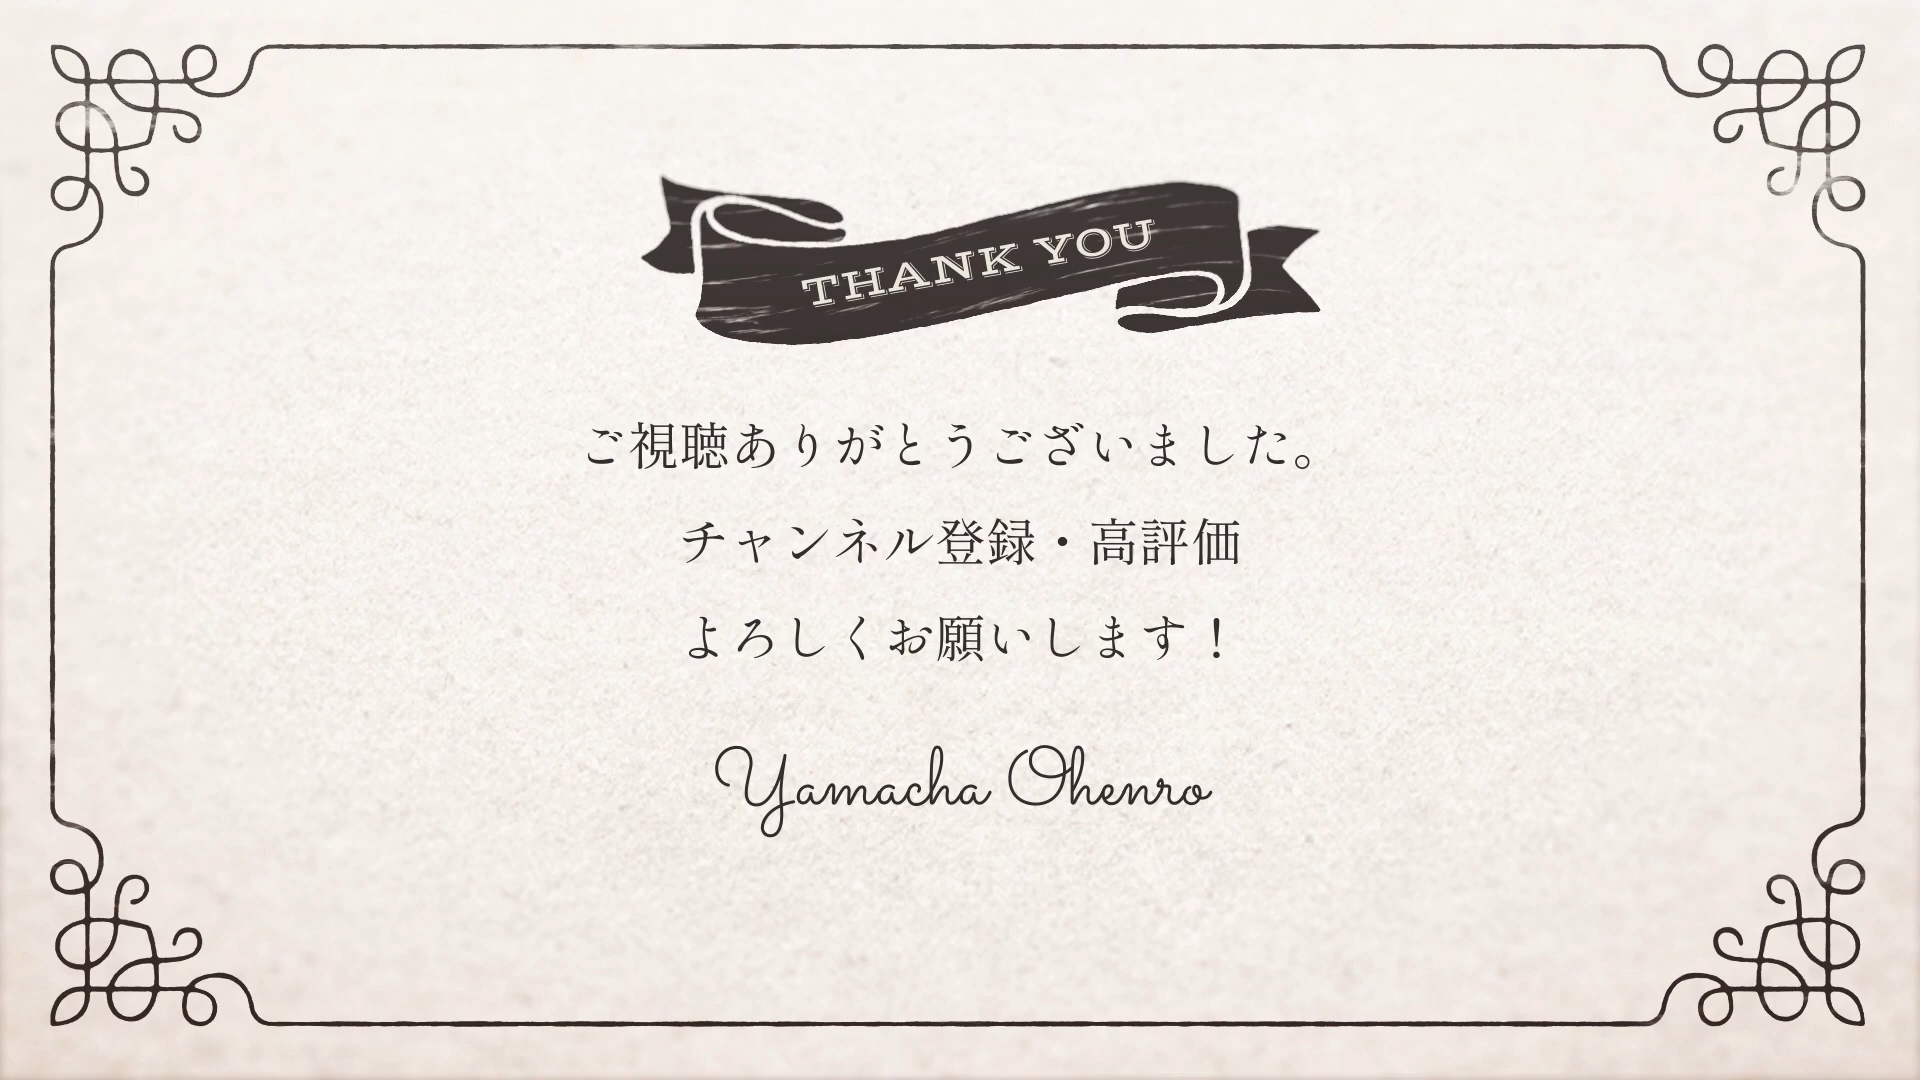 THANK YOU
ご視聴ありがとうございました。
チャンネル登録・高評価
よろしくお願いします！
Yamacha Ohenro